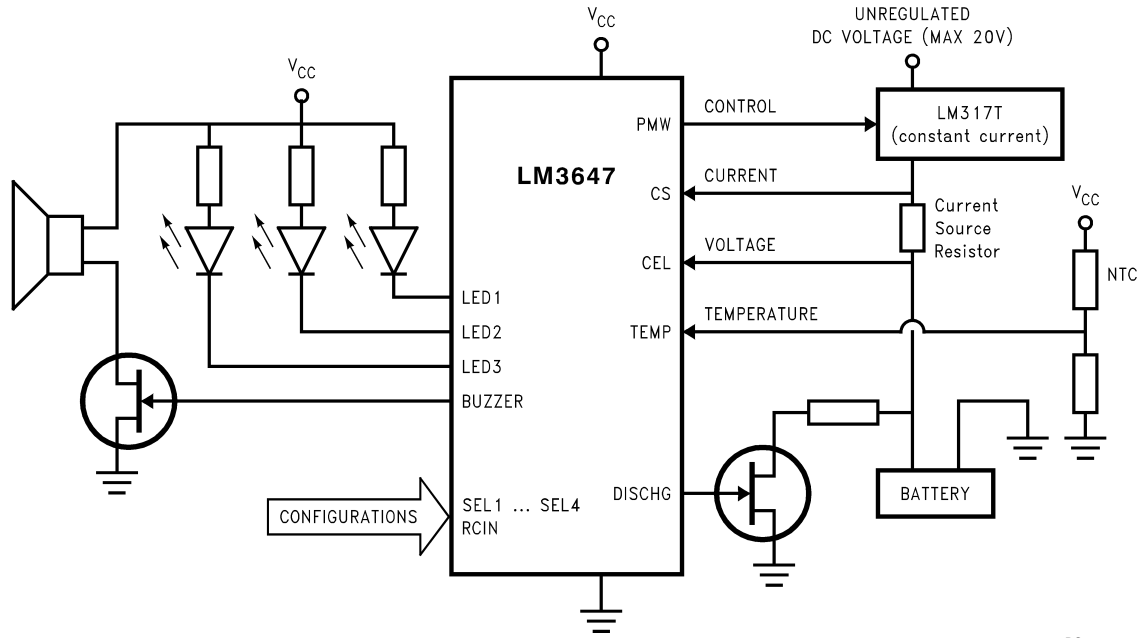 VCC
UNREGULATED
DC VOLTAGE (MAX 20V)
VCC
PMW
CONTROL
LM317T
(constant current)
LM3647
CS
CURRENT
Current
Source
Resistor
VCC
CEL
VOLTAGE
NTC
LED1
TEMP
TEMPERATURE
LED2
LED3
BUZZER
DISCHG
BATTERY
CONFIGURATIONS
SEL1 ... SEL4
RCIN